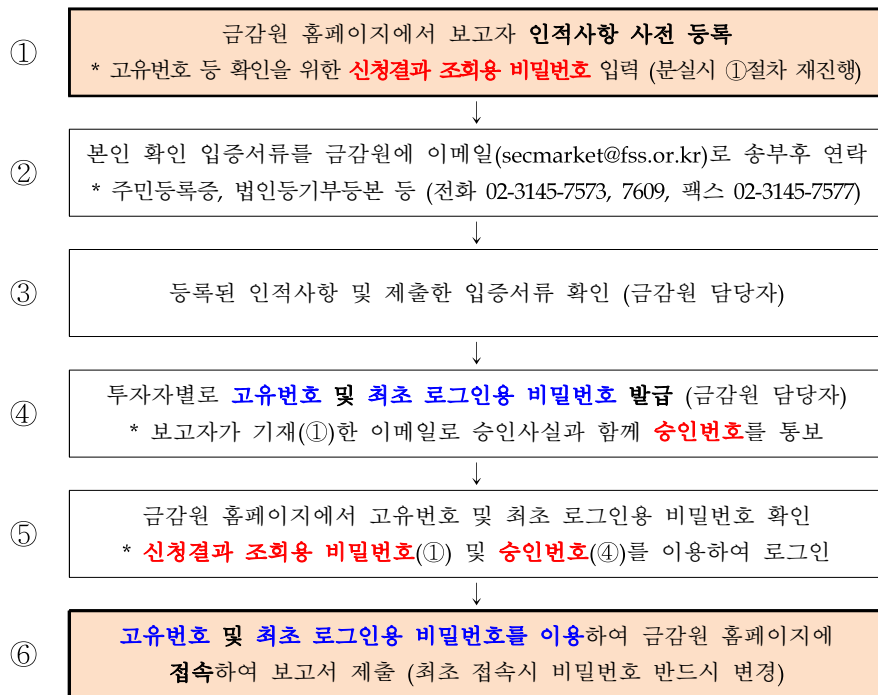 ①
금감원 홈페이지에서 보고자 인적사항 사전 등록
* 고유번호 등 확인을 위한 신청결과 조회용 비밀번호 입력 (분실시 ①절차 재진행)
↓
②
본인 확인 입증서류를 금감원에 이메일(secmarket@fss.or.kr)로 송부후 연락
* 주민등록증, 법인등기부등본 등 (전화 02-3145-7573, 7609, 팩스 02-3145-7577)
↓
③
등록된 인적사항 및 제출한 입증서류 확인 (금감원 담당자)
↓
④
투자자별로 고유번호 및 최초 로그인용 비밀번호 발급 (금감원 담당자)
* 보고자가 기재(①)한 이메일로 승인사실과 함께 승인번호를 통보
↓
⑤
금감원 홈페이지에서 고유번호 및 최초 로그인용 비밀번호 확인
* 신청결과 조회용 비밀번호(①) 및 승인번호(④)를 이용하여 로그인
↓
⑥
고유번호 및 최초 로그인용 비밀번호를 이용하여 금감원 홈페이지에
접속하여 보고서 제출 (최초 접속시 비밀번호 반드시 변경)